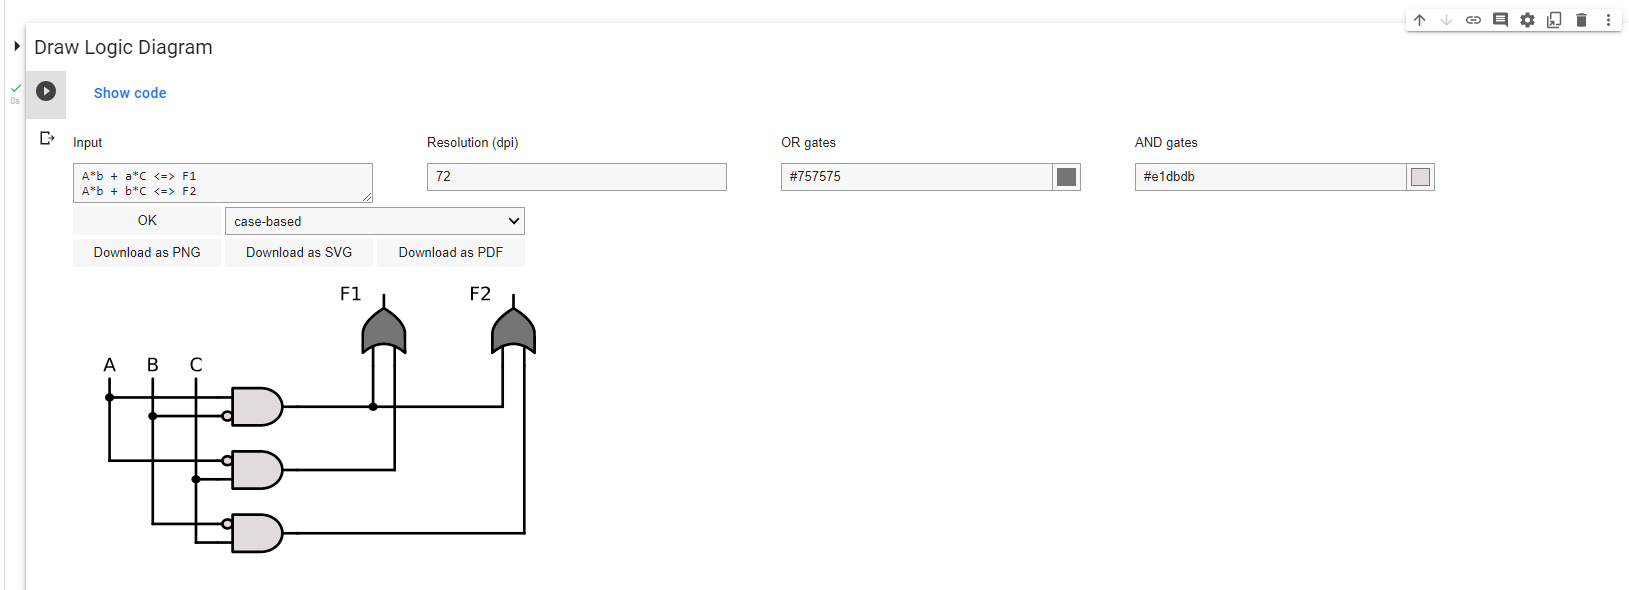 Draw Logic Diagram
Show code
0s
Input
Resolution (dpi)
OR gates
AND gates
A*b + a*C <=> F1
A*b + b*C <=> F2
72
#757575
#e1dbdb
OK
case-based
Download as PNG
Download as SVG
Download as PDF
F1
F2
A
B
C